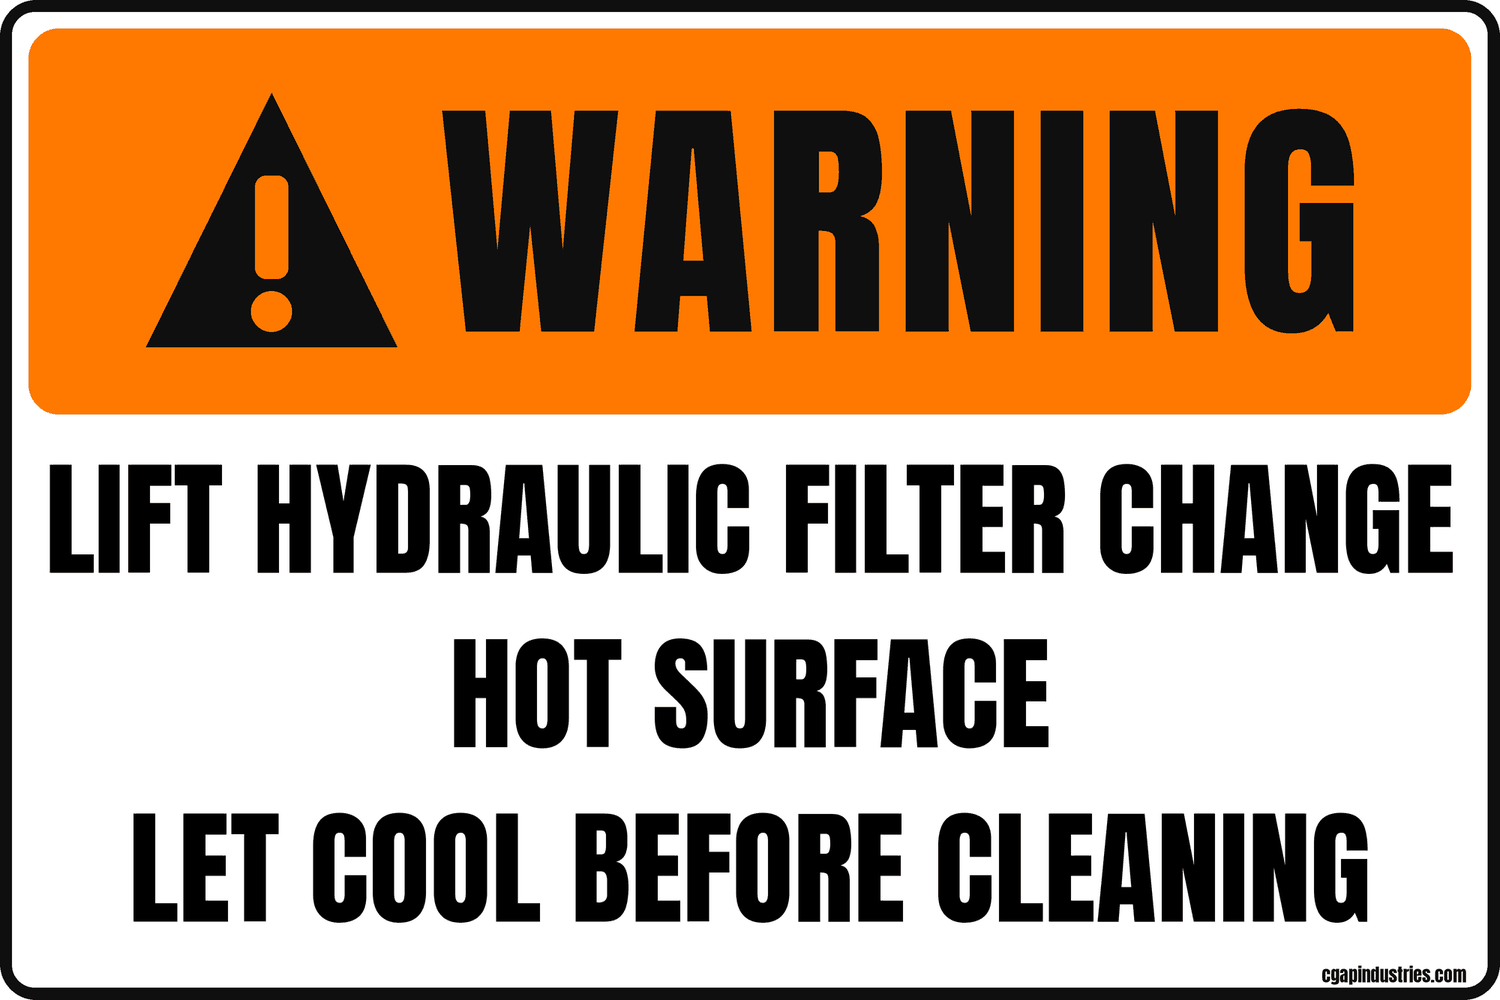 WARNING
LIFT HYDRAULIC FILTER CHANGE
HOT SURFACE
LET COOL BEFORE CLEANING
cgapindustries.com